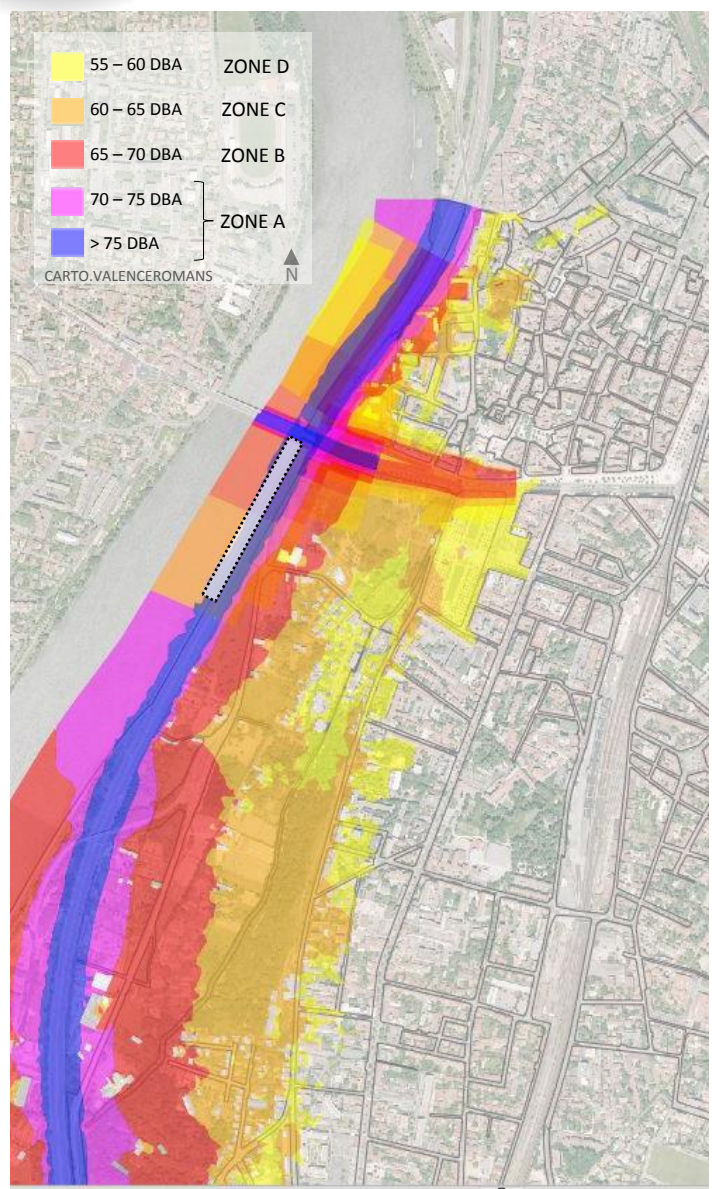 55 – 60 DBA ZONE D
60 – 65 DBA ZONE C
65 – 70 DBA ZONE B
70 – 75 DBA
ZONE A
> 75 DBA
CARTO.VALENCEROMANS
N